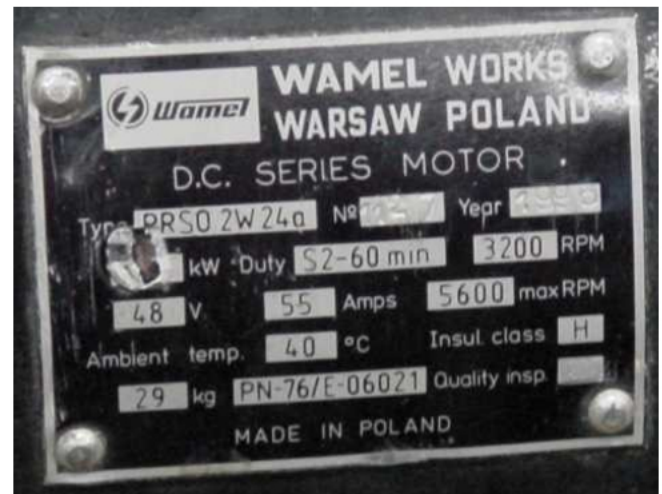 Wamel
WAMEL WORKS
WARSAW POLAND
D.C. SERIES MOTOR
Type PRSO 2W 24a Nº Year
kW Duty S2-60 min 3200 RPM
48 V 55 Amps 5600 max RPM
Ambient temp. 40 °C Insul. class H
29 kg PN-76/E-06021 Quality insp.
MADE IN POLAND